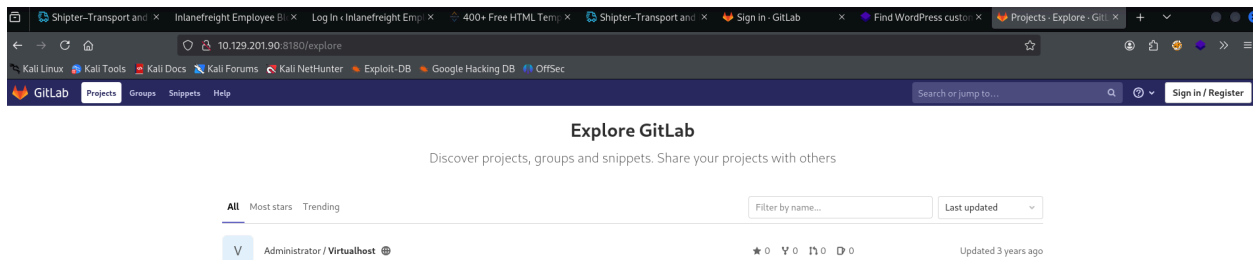 Shipter–Transport and Inlanefreight Employee Bl Log In ‹ Inlanefreight Empl 400+ Free HTML Temp Shipter–Transport and Sign in · GitLab Find WordPress custom Projects · Explore · GitL
10.129.201.90:8180/explore
Kali Linux Kali Tools Kali Docs Kali Forums Kali NetHunter Exploit-DB Google Hacking DB OffSec
GitLab Projects Groups Snippets Help Search or jump to... Sign in / Register
Explore GitLab
Discover projects, groups and snippets. Share your projects with others
All Most stars Trending Filter by name... Last updated
V Administrator / Virtualhost 0 0 0 0 Updated 3 years ago